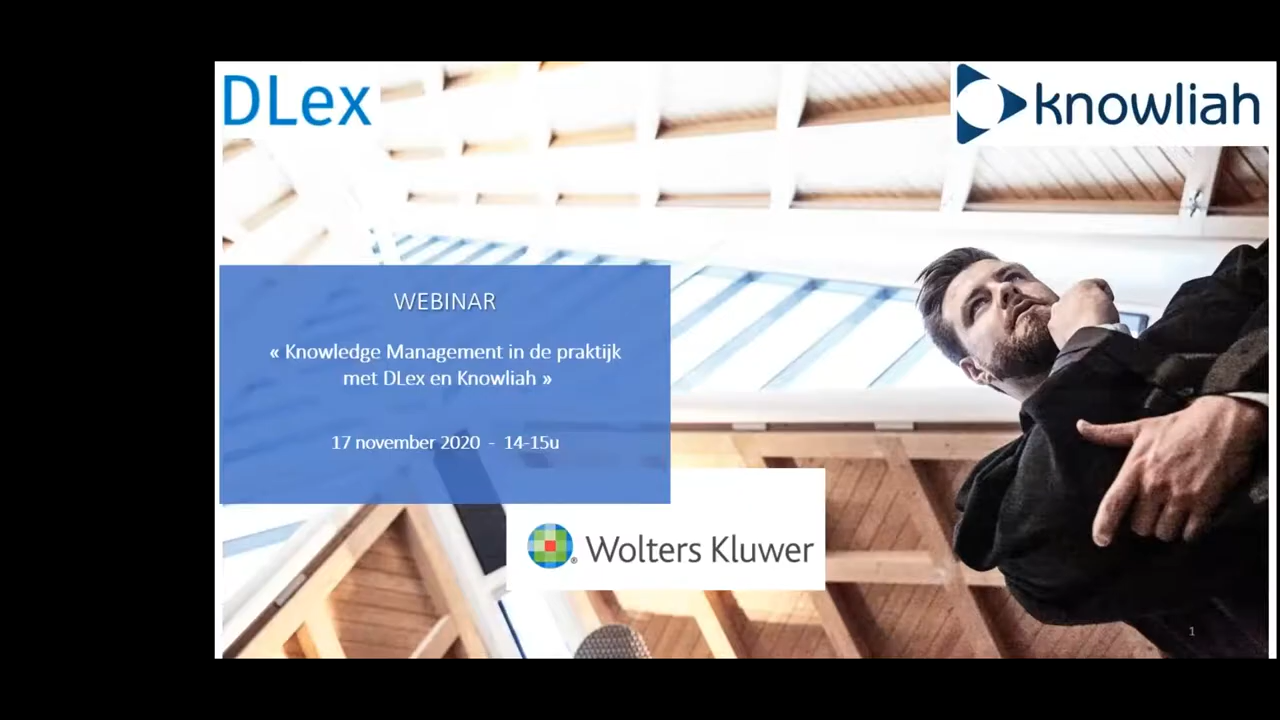 DLex
knowliah
WEBINAR
« Knowledge Management in de praktijk
met DLex en Knowliah »
17 november 2020 - 14-15u
Wolters Kluwer
®
1